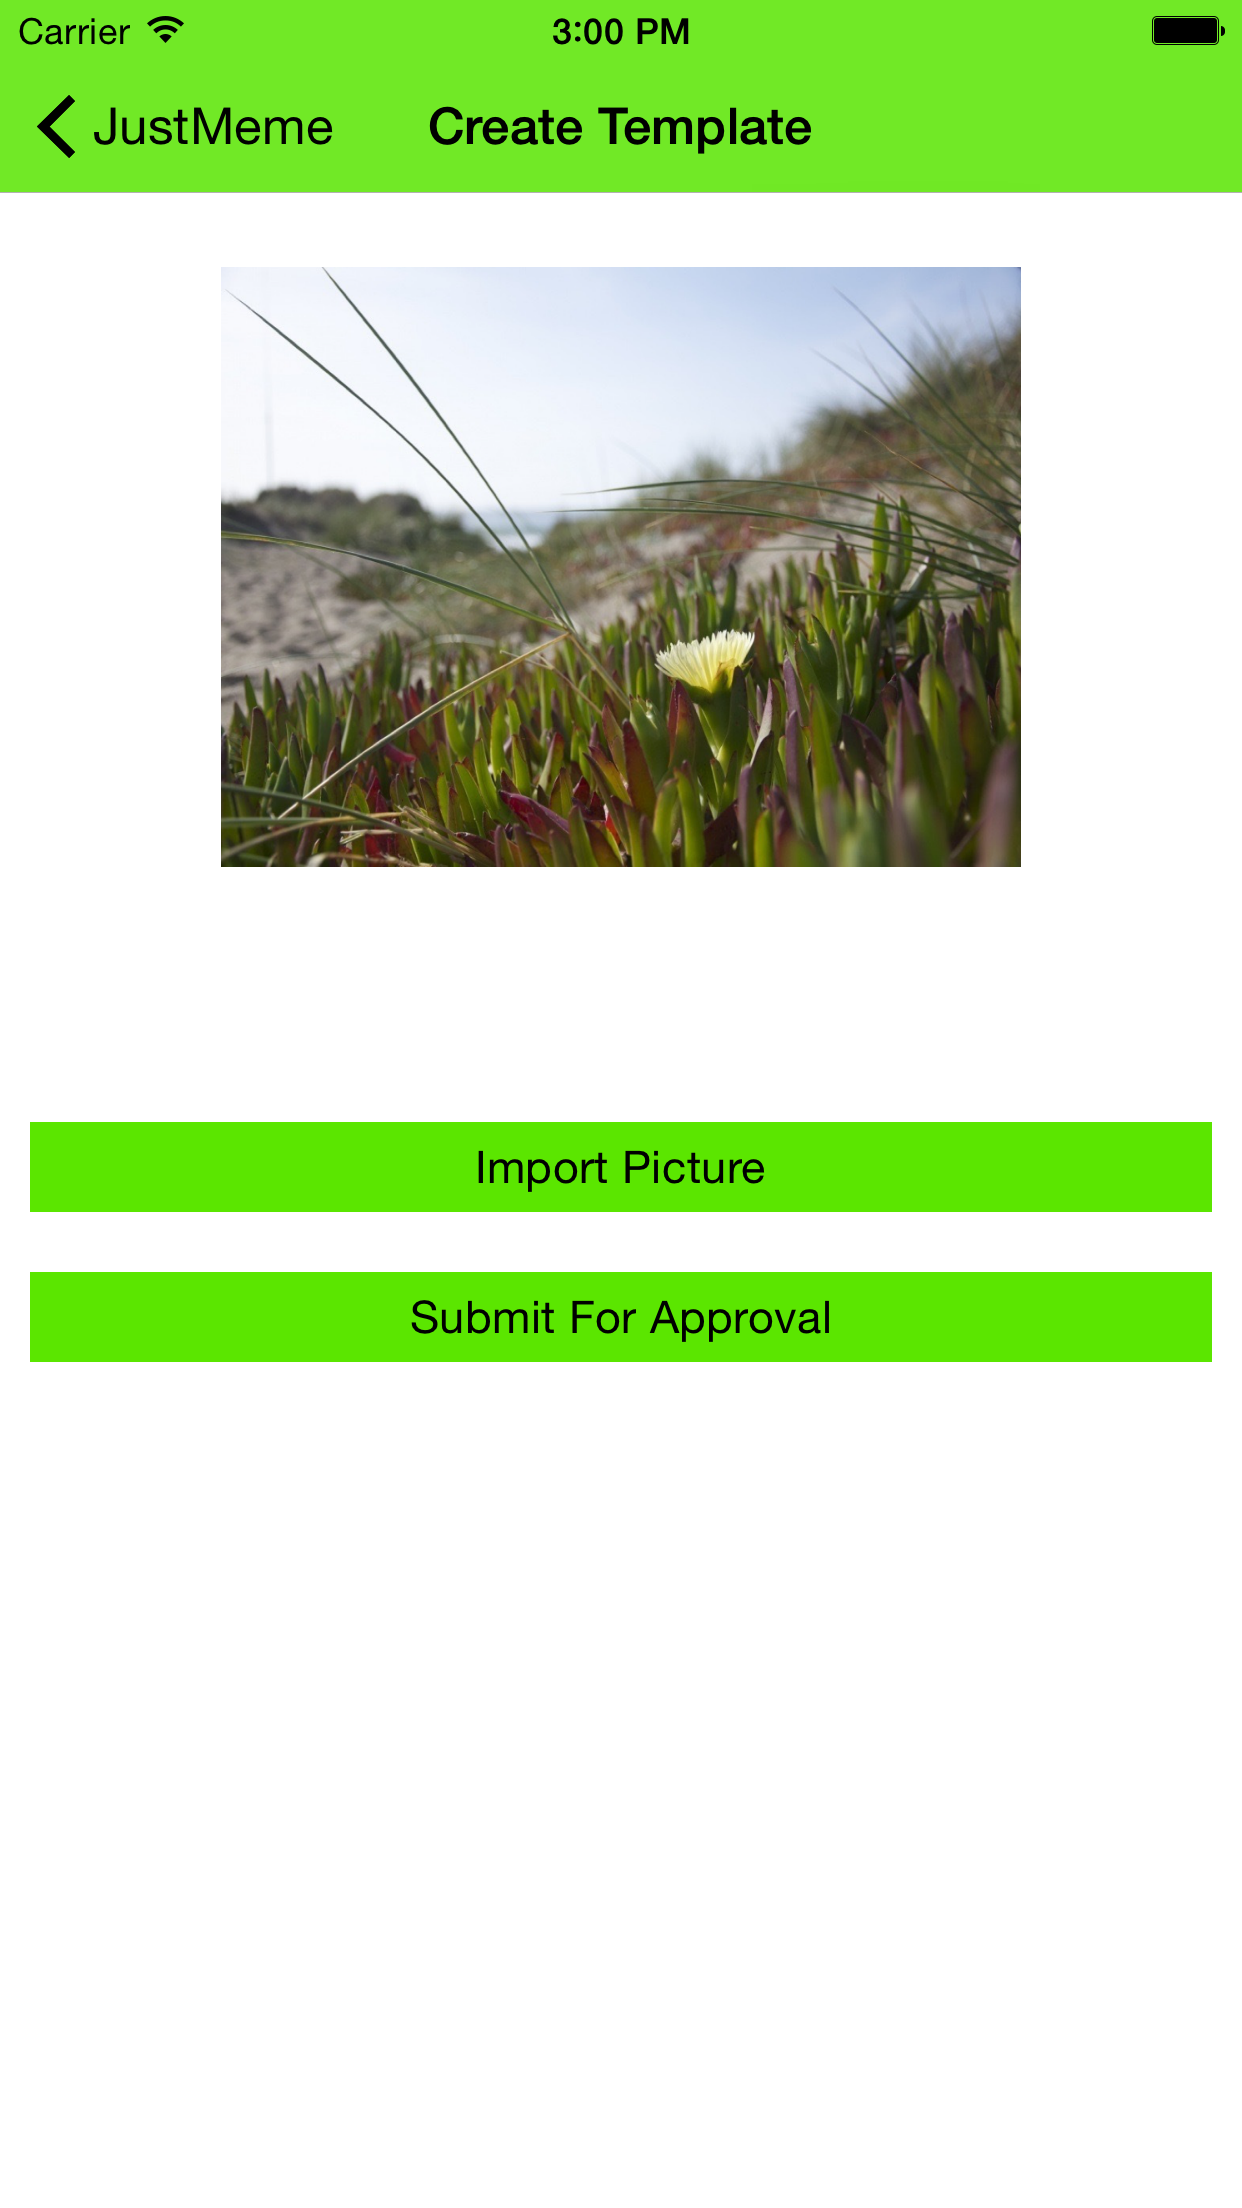 Carrier
3:00 PM
JustMeme
Create Template
Import Picture
Submit For Approval